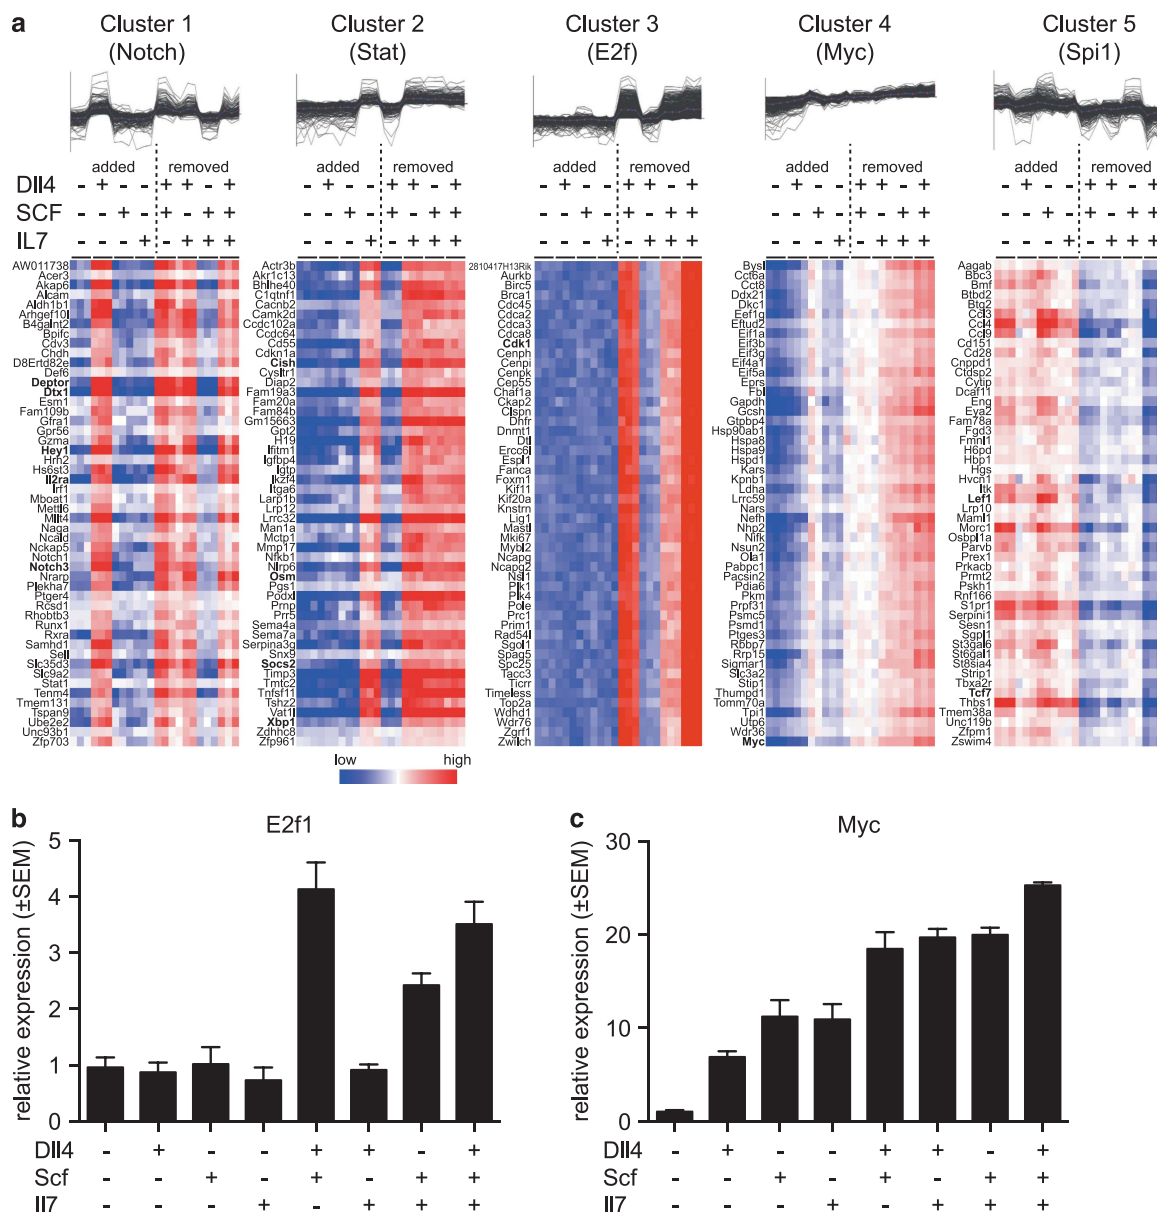 a
Cluster 1 (Notch)
Cluster 2 (Stat)
Cluster 3 (E2f)
Cluster 4 (Myc)
Cluster 5 (Spi1)
added removed added removed added removed added removed added removed
Dll4 - + - - + + - + - + - - + + - + - + - - + + - + - + - - + + - + - + - - + + - +
SCF - - + - + - + + - - + - + - + + - - + - + - + + - - + - + - + + - - + - + - + +
IL7 - - - + - + + + - - - + - + + + - - - + - + + + - - - + - + + + - - - + - + + +
AW011738 Actr3b 2810417H13Rik Bysl Aagab
Acer3 Akr1c13 Aurkb Cct6a Bbc3
Akap6 Bhlhe40 Birc5 Cct8 Bmf
Alcam C1qtnf1 Brca1 Ddx21 Btbd2
Aldh1b1 Cacnb2 Cdc45 Dkc1 Btg2
Arhgef10l Camk2d Cdca2 Eef1g Ccl3
B4galnt2 Ccdc102a Cdca3 Eftud2 Ccl4
Bpifc Ccdc64 Cdca8 Eif1a Ccl9
Cdv3 Cd55 Cdk1 Eif3b Cd151
Chdh Cdkn1a Cenph Eif3g Cd28
D8Ertd82e Cish Cenpi Eif4a1 Cnppd1
Def6 Cysltr1 Cenpk Eif5a Ctdsp2
Deptor Diap2 Cep55 Eprs Cytip
Dtx1 Fam19a3 Chaf1a Fbl Dcaf11
Esm1 Fam20a Ckap2 Gapdh Eng
Fam109b Fam84b Clspn Gcsh Eya2
Gfra1 Gm15663 Dhfr Gtpbp4 Fam78a
Gpr56 Gpt2 Dnmt1 Hsp90ab1 Fgd3
Gzma H19 Dtl Hspa8 Fmnl1
Hey1 Ifitm1 Ercc6l Hspa9 H6pd
Hrh2 Igfbp4 Espl1 Hspd1 Hbp1
Hs6st3 Igtp Fanca Kars Hgs
Il2ra Ikzf4 Foxm1 Kpnb1 Hvcn1
Irf1 Itga6 Kif11 Ldha Itk
Mboat1 Larp1b Kif20a Lrrc59 Lef1
Mettl6 Lrp12 Knstrn Nars Lrp10
Mllt4 Lrrc32 Lig1 Nefh Maml1
Naga Man1a Mastl Nhp2 Morc1
Ncald Mctp1 Mki67 Nifk Osbpl1a
Nckap5 Mmp17 Mybl2 Nsun2 Parvb
Notch1 Nfkb1 Ncapg Ola1 Prex1
Notch3 Nlrp6 Ncapg2 Pabpc1 Prkacb
Nrarp Osm Nsl1 Pacsin2 Prmt2
Plekha7 Pgs1 Plk1 Pdia6 Pskh1
Ptger4 Podxl Plk4 Pkm Rnf166
Rcsd1 Prnp Pole Prpf31 S1pr1
Rhobtb3 Prr5 Prc1 Psmc5 Serpini1
Runx1 Sema4a Prim1 Psmd1 Sesn1
Rxra Sema7a Rad54l Ptges3 Sgpl1
Samhd1 Serpina3g Sgol1 Rbbp7 St3gal6
Sell Snx9 Spag5 Rrp15 St6gal1
Slc35d3 Socs2 Spc25 Sigmar1 St8sia4
Slc9a2 Timp3 Tacc3 Slc3a2 Strip1
Stat1 Tmtc2 Ticrr Stip1 Tbxa2r
Tenm4 Tnfsf11 Timeless Thumpd1 Tcf7
Tmem131 Tshz2 Top2a Tomm70a Thbs1
Tspan9 Vatt1l Wdhd1 Tpi1 Tmem38a
Ube2e2 Xbp1 Wdr76 Utp6 Unc119b
Unc93b1 Zdhhc8 Zgrf1 Wdr36 Zfpm1
Zfp703 Zfp961 Zwilch Myc Zswim4
low high
b
E2f1
relative expression (±SEM)
5
4
3
2
1
0
Dll4 - + - - + + - +
Scf - - + - + - + +
Il7 - - - + - + + +
c
Myc
relative expression (±SEM)
30
20
10
0
Dll4 - + - - + + - +
Scf - - + - + - + +
Il7 - - - + - + + +